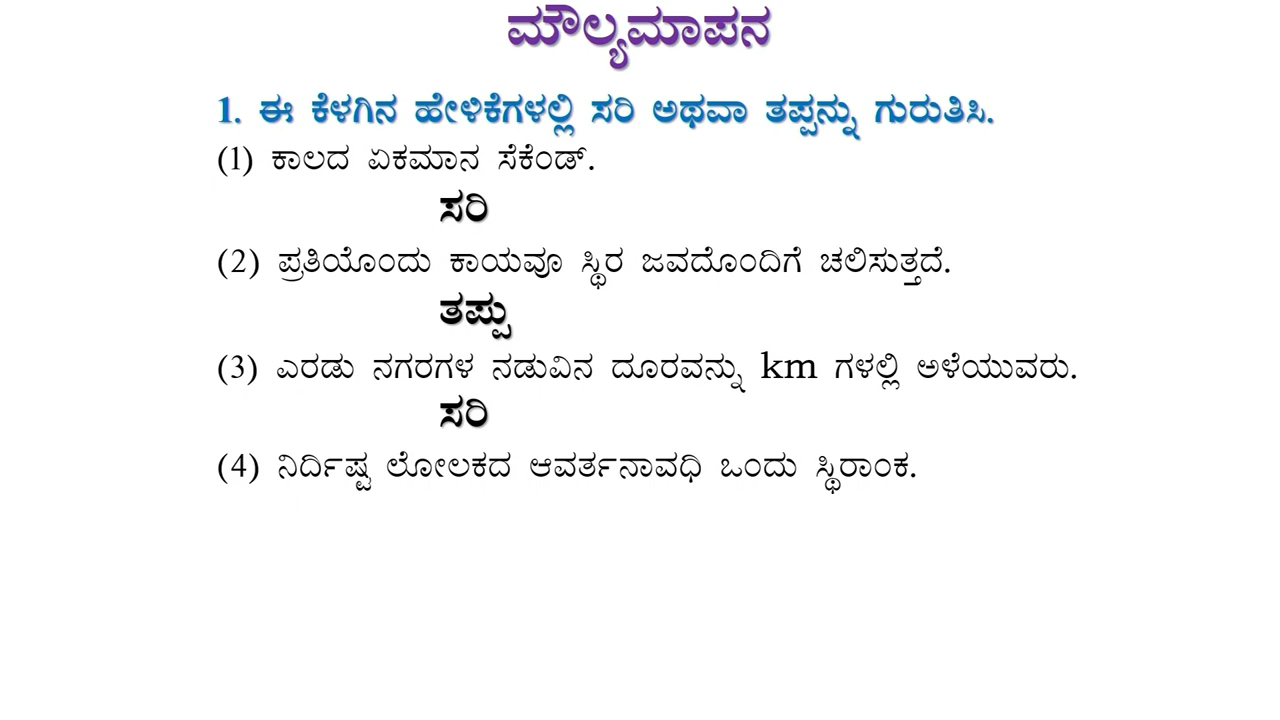 ಮೌಲ್ಯಮಾಪನ
1. ಈ ಕೆಳಗಿನ ಹೇಳಿಕೆಗಳಲ್ಲಿ ಸರಿ ಅಥವಾ ತಪ್ಪನ್ನು ಗುರುತಿಸಿ.
(1) ಕಾಲದ ಏಕಮಾನ ಸೆಕೆಂಡ್.
ಸರಿ
(2) ಪ್ರತಿಯೊಂದು ಕಾಯವೂ ಸ್ಥಿರ ಜವದೊಂದಿಗೆ ಚಲಿಸುತ್ತದೆ.
ತಪ್ಪು
(3) ಎರಡು ನಗರಗಳ ನಡುವಿನ ದೂರವನ್ನು km ಗಳಲ್ಲಿ ಅಳೆಯುವರು.
ಸರಿ
(4) ನಿರ್ದಿಷ್ಟ ಲೋಲಕದ ಆವರ್ತನಾವಧಿ ಒಂದು ಸ್ಥಿರಾಂಕ.